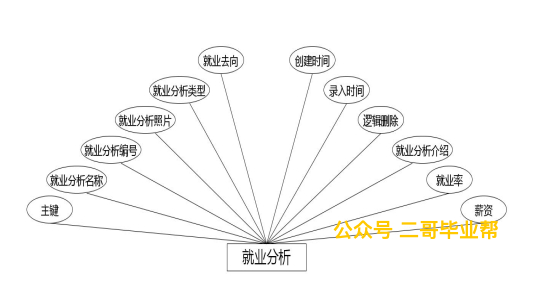 就业去向
创建时间
就业分析类型
录入时间
就业分析照片
逻辑删除
就业分析编号
就业分析介绍
就业分析名称
就业率
主键
薪资
公众号 二哥毕业帮
就业分析